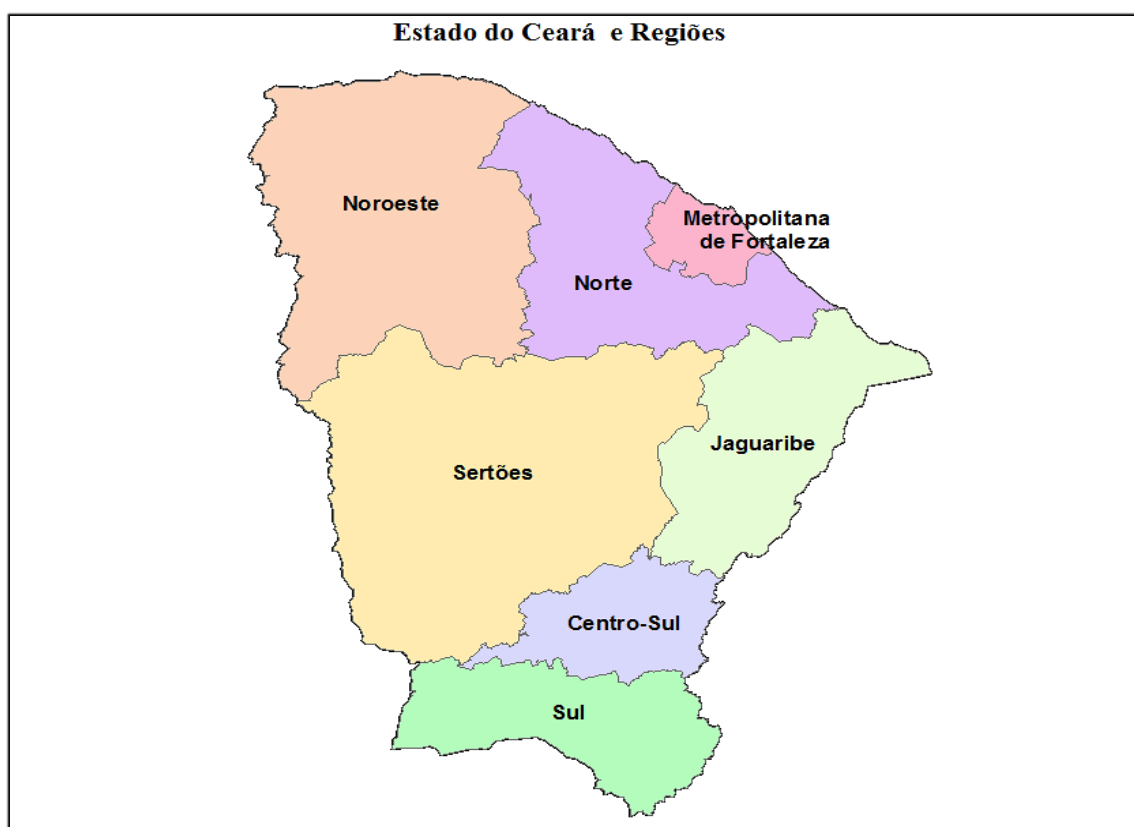 Estado do Ceará e Regiões
Noroeste
Metropolitana
de Fortaleza
Norte
Jaguaribe
Sertões
Centro-Sul
Sul